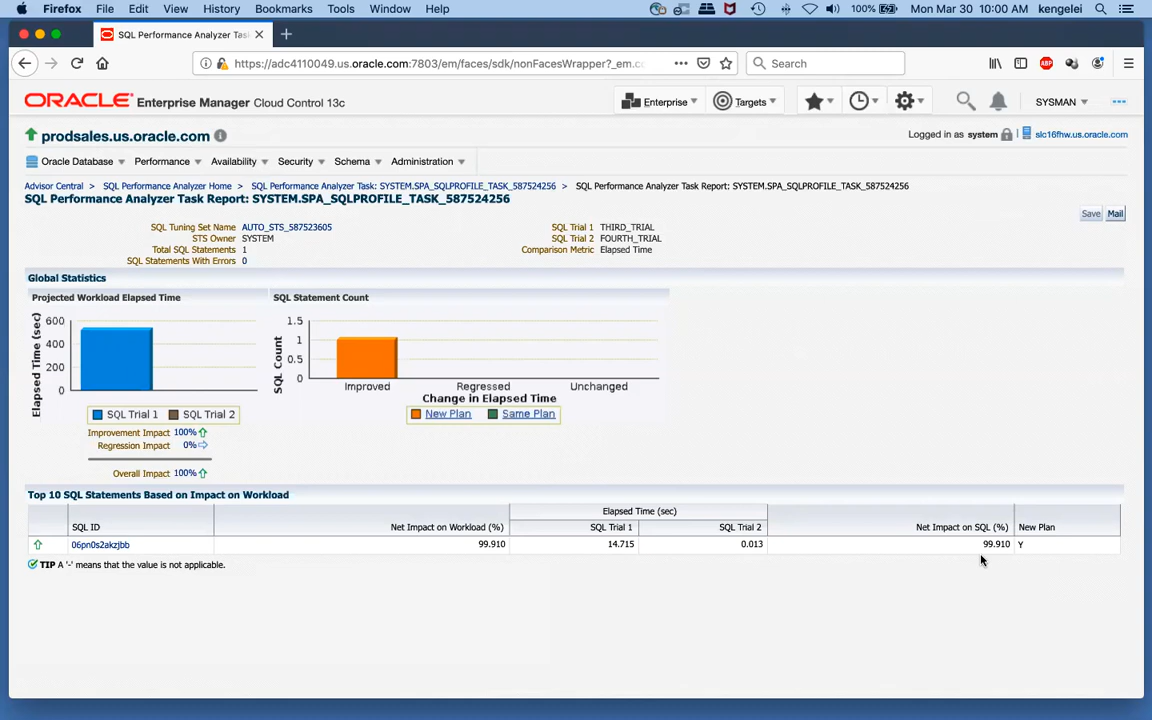 Firefox File Edit View History Bookmarks Tools Window Help 100% Mon Mar 30 10:00 AM kengelei
SQL Performance Analyzer Tas
https://adc4110049.us.oracle.com:7803/em/faces/sdk/nonFacesWrapper?_em.cc Search
ORACLE Enterprise Manager Cloud Control 13c Enterprise Targets SYSMAN
prodsales.us.oracle.com Logged in as system slc16fhw.us.oracle.com
Oracle Database Performance Availability Security Schema Administration
Advisor Central > SQL Performance Analyzer Home > SQL Performance Analyzer Task: SYSTEM.SPA_SQLPROFILE_TASK_587524256 > SQL Performance Analyzer Task Report: SYSTEM.SPA_SQLPROFILE_TASK_587524256
SQL Performance Analyzer Task Report: SYSTEM.SPA_SQLPROFILE_TASK_587524256
Save Mail
SQL Tuning Set Name AUTO_STS_587523605 SQL Trial 1 THIRD_TRIAL
STS Owner SYSTEM SQL Trial 2 FOURTH_TRIAL
Total SQL Statements 1 Comparison Metric Elapsed Time
SQL Statements With Errors 0
Global Statistics
Projected Workload Elapsed Time SQL Statement Count
Elapsed Time (sec)
600
400
200
0
SQL Trial 1 SQL Trial 2
SQL Count
1.5
1
0.5
0
Improved Regressed Unchanged
Change in Elapsed Time
New Plan Same Plan
Improvement Impact 100%
Regression Impact 0%
Overall Impact 100%
Top 10 SQL Statements Based on Impact on Workload
Elapsed Time (sec)
SQL ID Net Impact on Workload (%) SQL Trial 1 SQL Trial 2 Net Impact on SQL (%) New Plan
06pn0s2akzjbb 99.910 14.715 0.013 99.910 Y
TIP A '-' means that the value is not applicable.